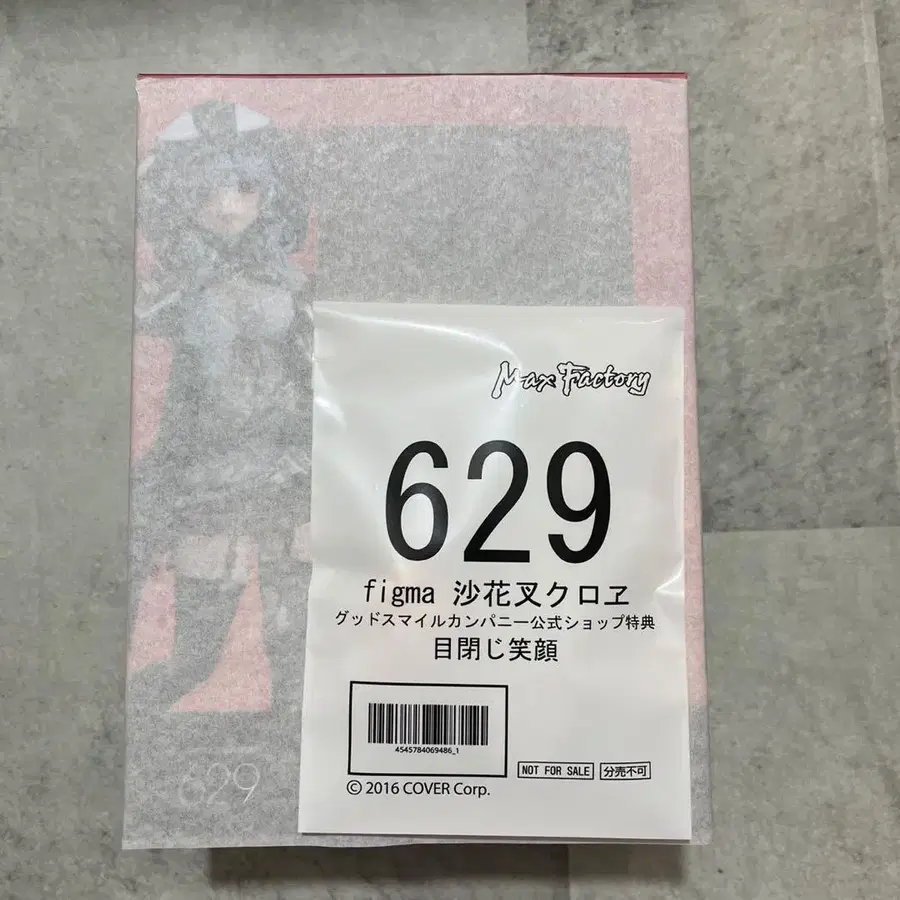 Max Factory
629
figma 沙花叉クロヱ
グッドスマイルカンパニー公式ショップ特典
目閉じ笑顔
4545784069486_1
NOT FOR SALE 分売不可
© 2016 COVER Corp.
629